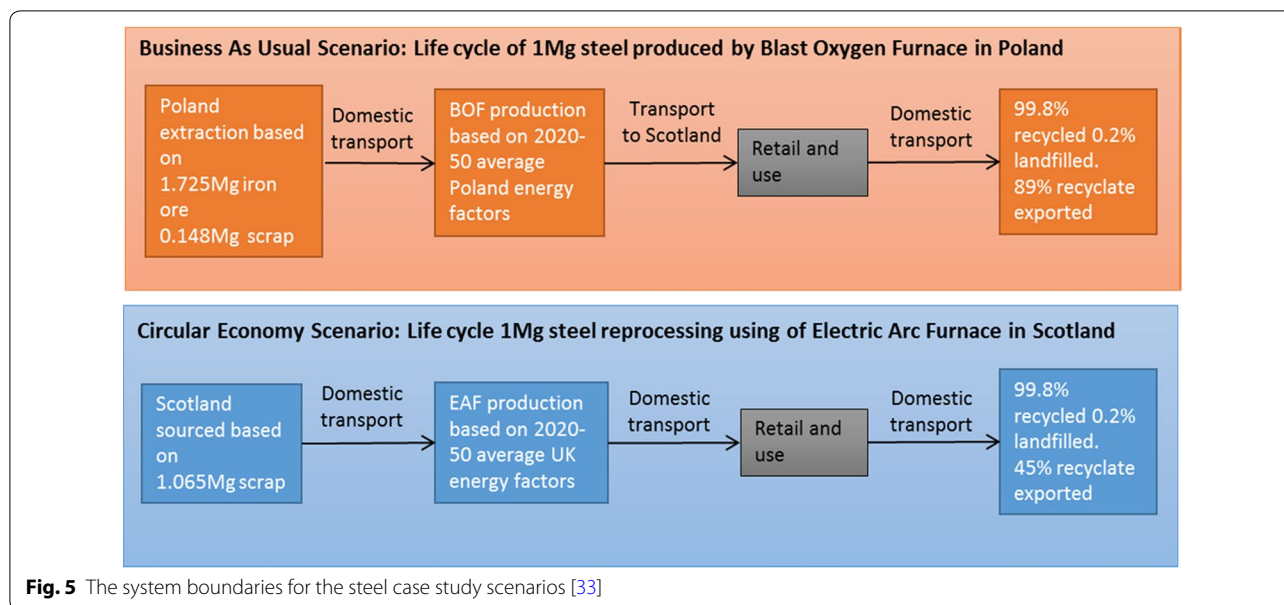 Business As Usual Scenario: Life cycle of 1Mg steel produced by Blast Oxygen Furnace in Poland
Poland
extraction based
on
1.725Mg iron
ore
0.148Mg scrap
Domestic
transport
BOF production
based on 2020-
50 average
Poland energy
factors
Transport
to Scotland
Retail and
use
Domestic
transport
99.8%
recycled 0.2%
landfilled.
89% recyclate
exported
Circular Economy Scenario: Life cycle 1Mg steel reprocessing using of Electric Arc Furnace in Scotland
Scotland
sourced based
on
1.065Mg scrap
Domestic
transport
EAF production
based on 2020-
50 average UK
energy factors
Domestic
transport
Retail and
use
Domestic
transport
99.8%
recycled 0.2%
landfilled.
45% recyclate
exported
Fig. 5 The system boundaries for the steel case study scenarios [33]